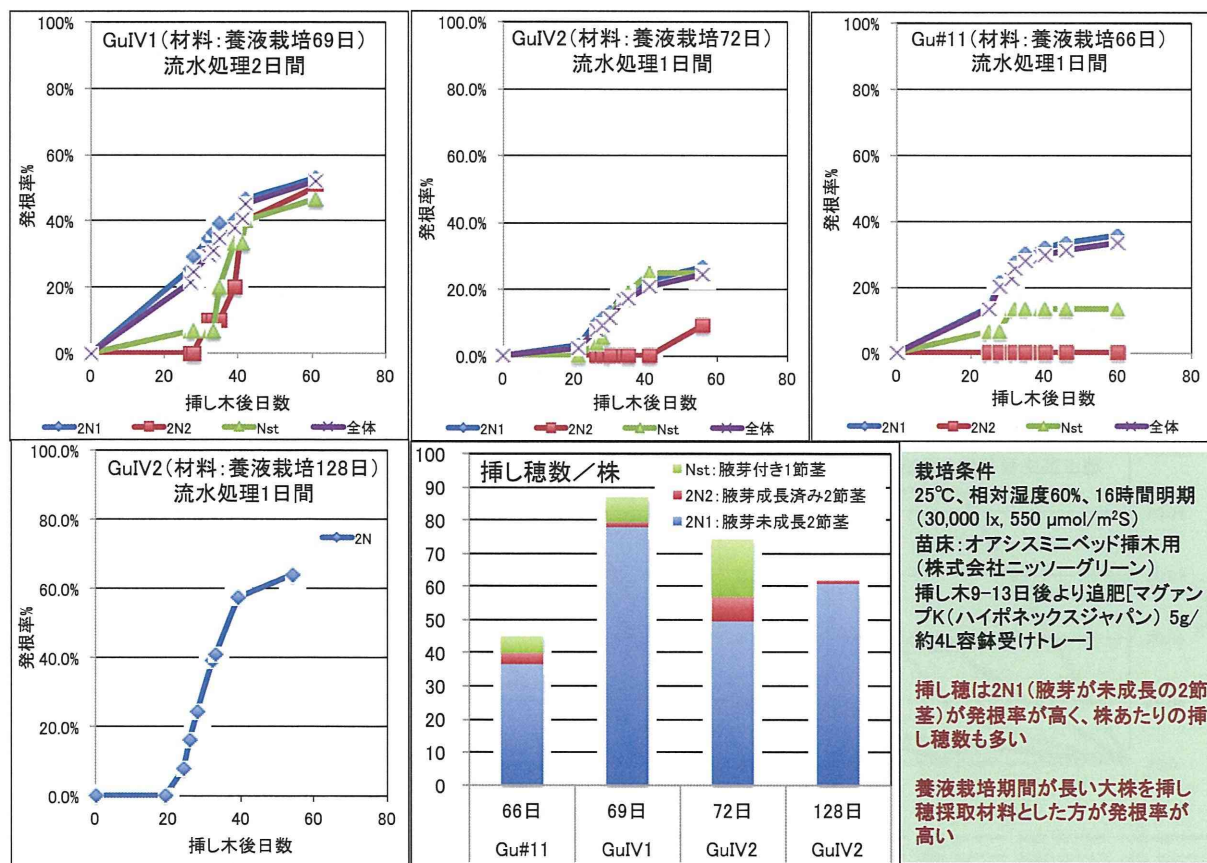 GuIV1(材料:養液栽培69日)
流水処理2日間
100%
80%
60%
40%
20%
0%
発根率%
0 20 40 60 80
挿し木後日数
2N1 2N2 Nst 全体
GuIV2(材料:養液栽培72日)
流水処理1日間
100.0%
80.0%
60.0%
40.0%
20.0%
0.0%
発根率%
0 20 40 60 80
挿し木後日数
2N1 2N2 Nst 全体
Gu#11(材料:養液栽培66日)
流水処理1日間
100%
80%
60%
40%
20%
0%
発根率%
0 20 40 60 80
挿し木後日数
2N1 2N2 Nst 全体
GuIV2(材料:養液栽培128日)
流水処理1日間
2N
100.0%
80.0%
60.0%
40.0%
20.0%
0.0%
発根率%
0 20 40 60 80
挿し木後日数
挿し穂数/株
Nst:腋芽付き1節茎
2N2:腋芽成長済み2節茎
2N1:腋芽未成長2節茎
100
90
80
70
60
50
40
30
20
10
0
66日 69日 72日 128日
Gu#11 GuIV1 GuIV2 GuIV2
栽培条件
25℃、相対湿度60%、16時間明期
(30,000 lx, 550 μmol/m²S)
苗床:オアシスミニベッド挿木用
(株式会社ニッソーグリーン)
挿し木9-13日後より追肥[マグァン
プK(ハイポネックスジャパン) 5g/
約4L容鉢受けトレー]
挿し穂は2N1(腋芽が未成長の2節
茎)が発根率が高く、株あたりの挿
し穂数も多い
養液栽培期間が長い大株を挿し
穂採取材料とした方が発根率が
高い